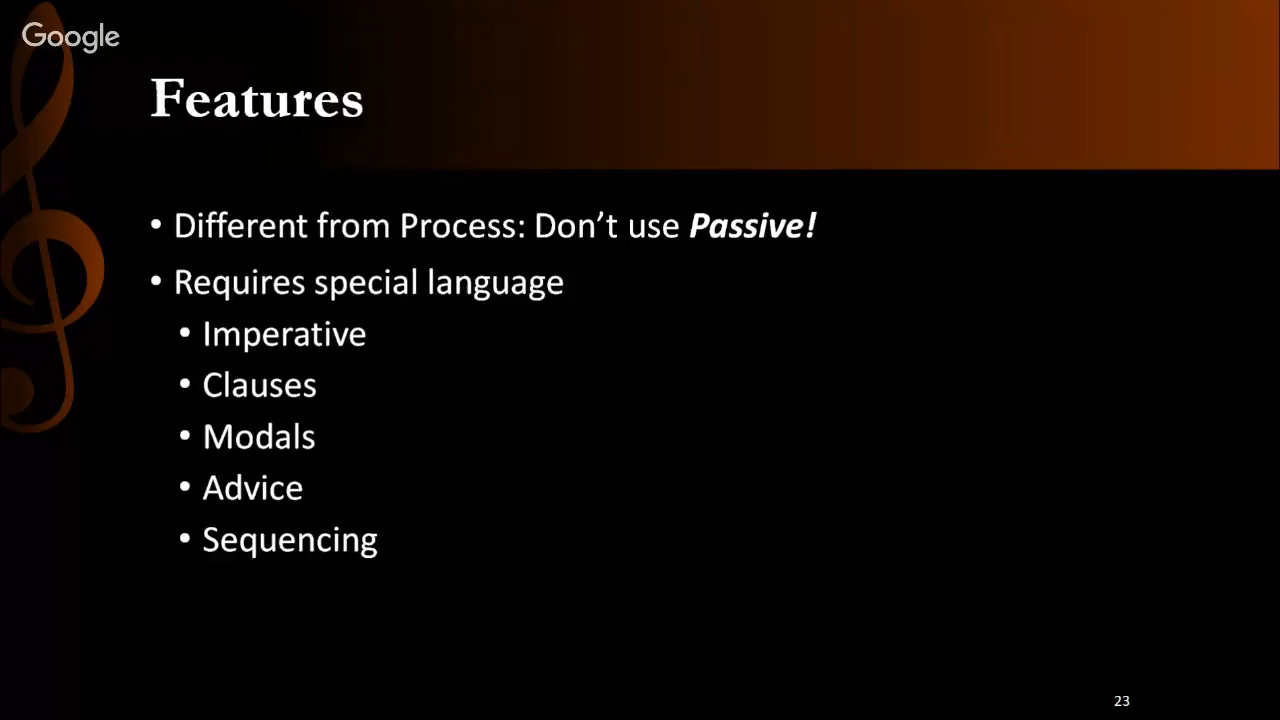 Google
Features
• Different from Process: Don’t use Passive!
• Requires special language
• Imperative
• Clauses
• Modals
• Advice
• Sequencing
23